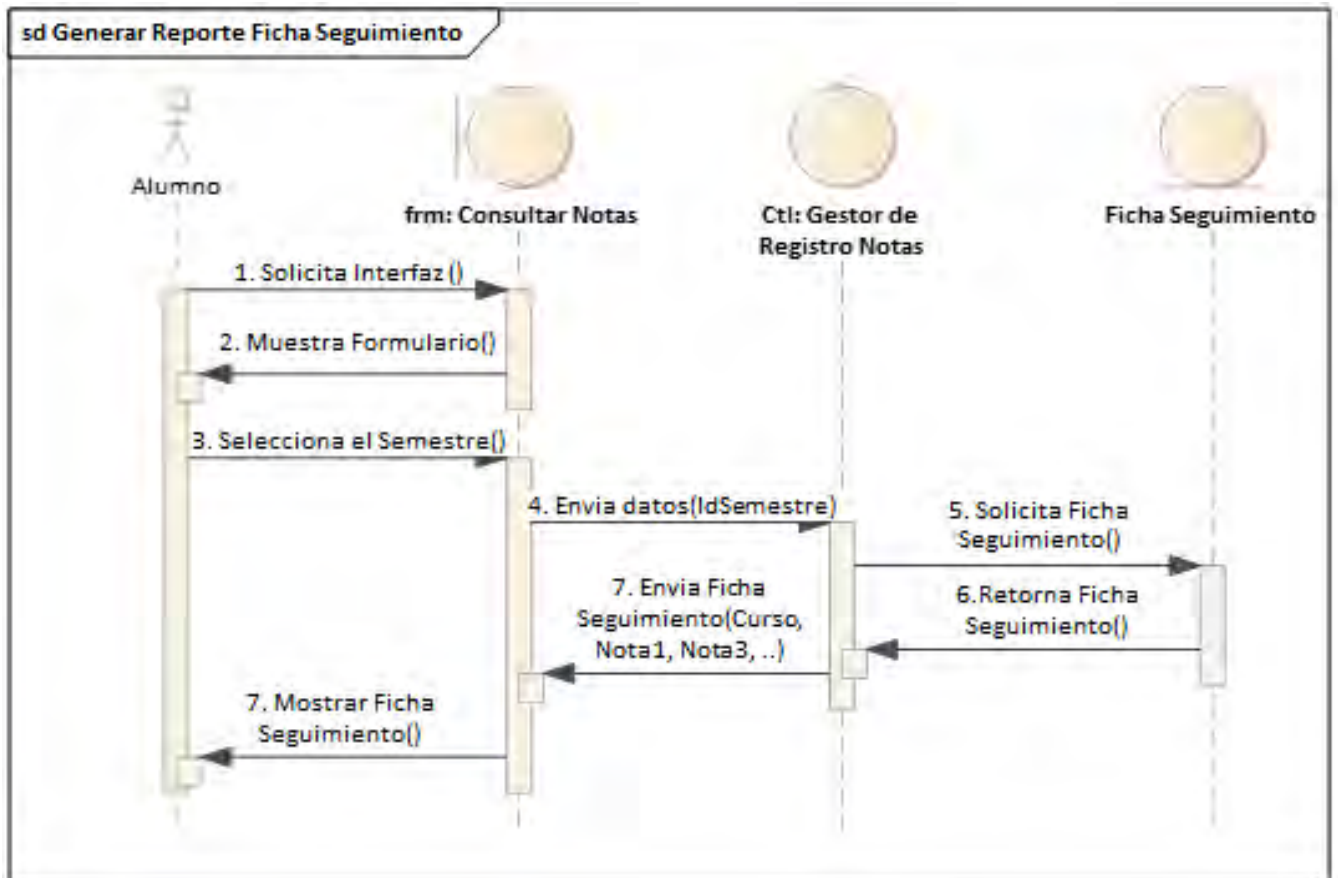 sd Generar Reporte Ficha Seguimiento
Alumno
frm: Consultar Notas
Ctl: Gestor de
Registro Notas
Ficha Seguimiento
1. Solicita Interfaz()
2. Muestra Formulario()
3. Selecciona el Semestre()
4. Envia datos(IdSemestre)
5. Solicita Ficha
Seguimiento()
6.Retorna Ficha
Seguimiento()
7. Envia Ficha
Seguimiento(Curso,
Nota1, Nota3, ..)
7. Mostrar Ficha
Seguimiento()